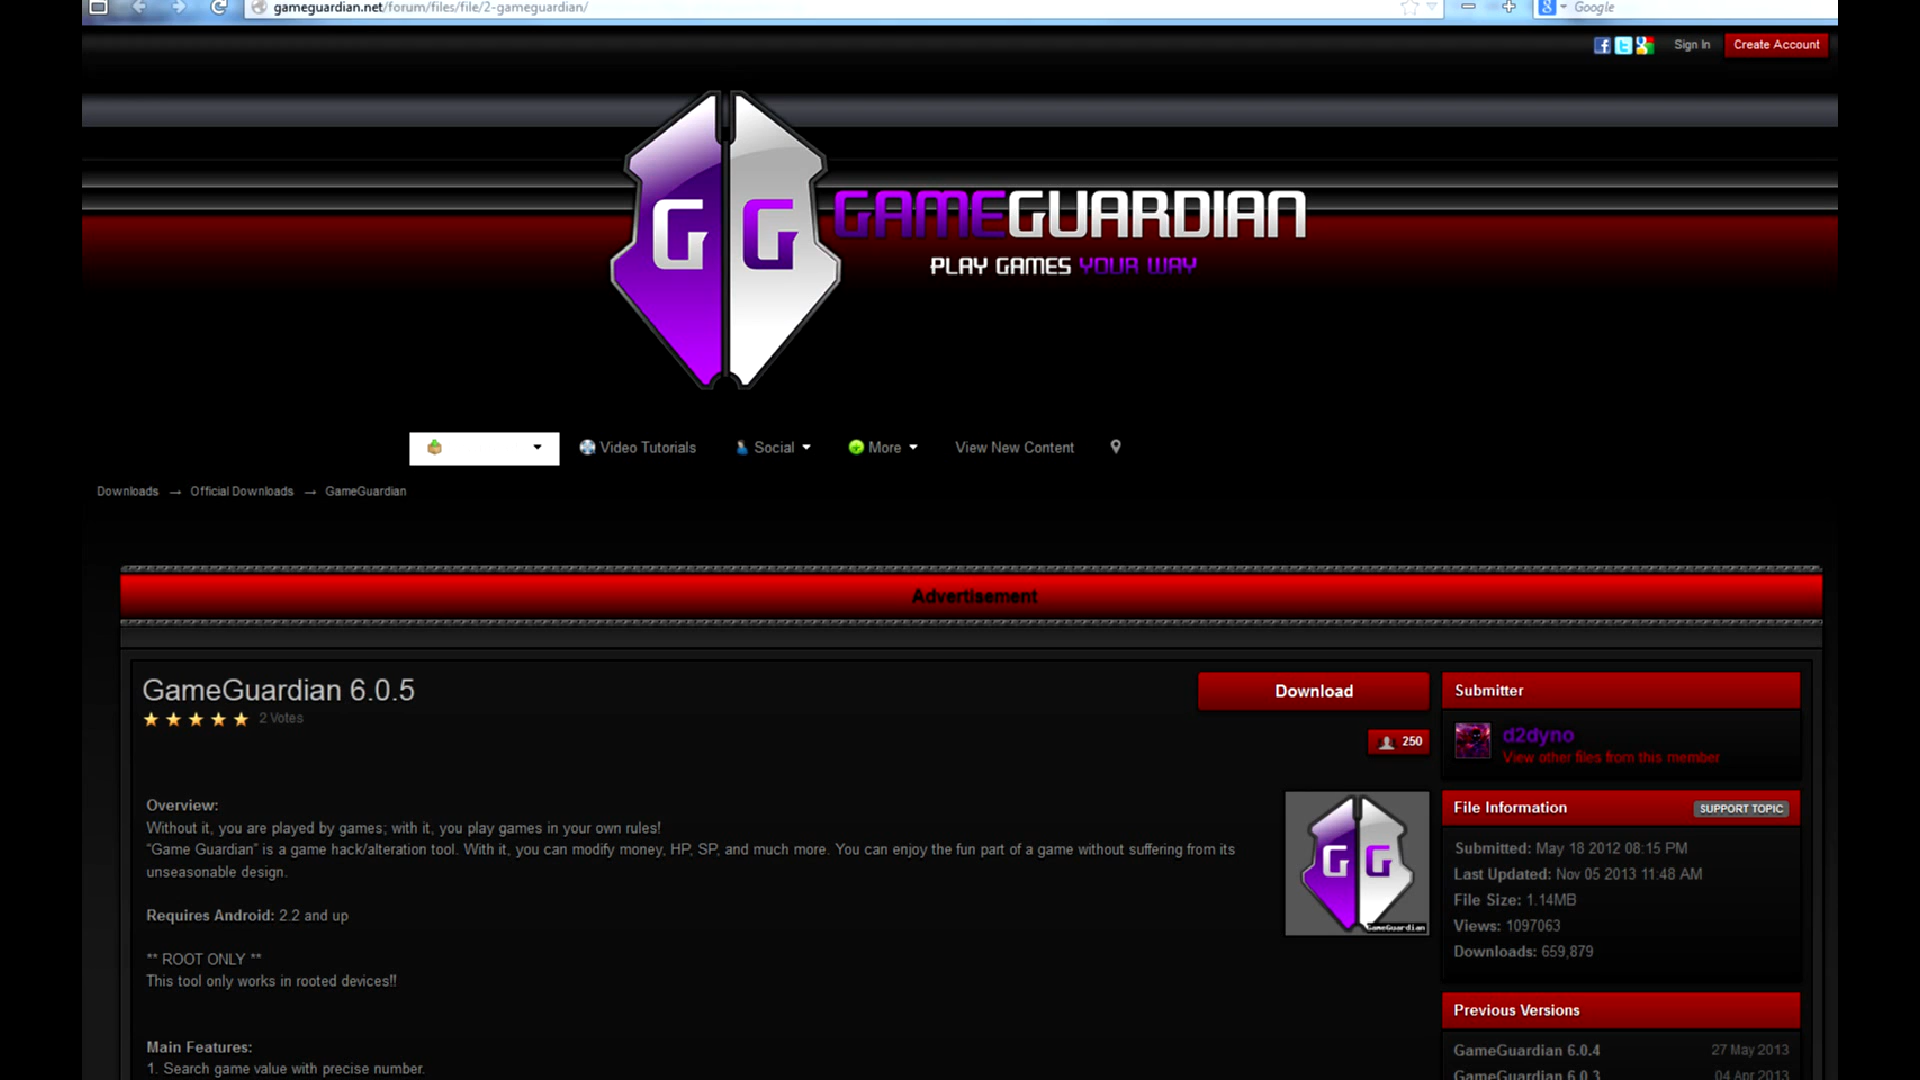 gameguardian.net/forum/files/file/2-gameguardian/
Google
Sign In
Create Account
G G
GAMEGUARDIAN
PLAY GAMES YOUR WAY
Video Tutorials
Social
More
View New Content
Downloads → Official Downloads → GameGuardian
Advertisement
GameGuardian 6.0.5
2 Votes
Download
250
Overview:
Without it, you are played by games; with it, you play games in your own rules!
“Game Guardian” is a game hack/alteration tool. With it, you can modify money, HP, SP, and much more. You can enjoy the fun part of a game without suffering from its
unseasonable design.
Requires Android: 2.2 and up
** ROOT ONLY **
This tool only works in rooted devices!!
Main Features:
1. Search game value with precise number.
G G
GameGuardian
Submitter
d2dyno
View other files from this member
File Information
SUPPORT TOPIC
Submitted: May 18 2012 08:15 PM
Last Updated: Nov 05 2013 11:48 AM
File Size: 1.14MB
Views: 1097063
Downloads: 659,879
Previous Versions
GameGuardian 6.0.4 27 May 2013
GameGuardian 6.0.3 04 Apr 2013